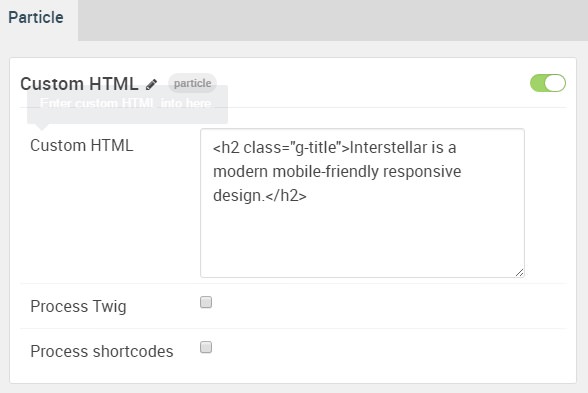 Particle
Custom HTML particle
Enter custom HTML into here.
Custom HTML
<h2 class="g-title">Interstellar is a
modern mobile-friendly responsive
design.</h2>
Process Twig
Process shortcodes